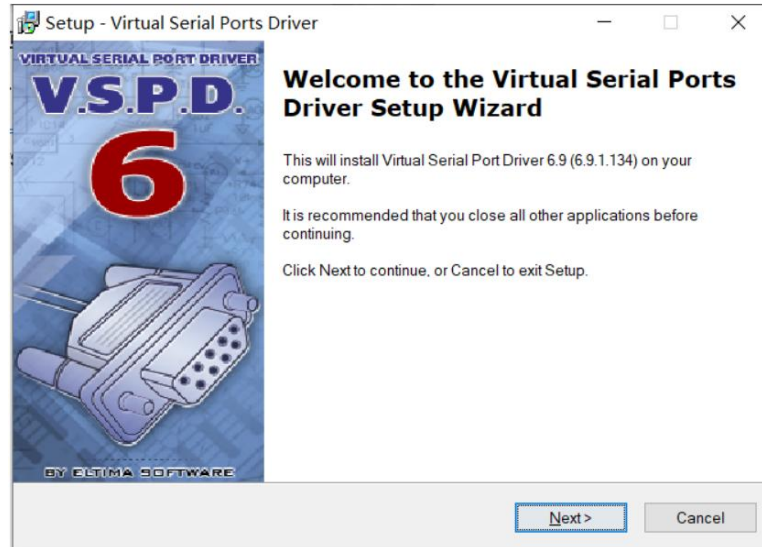 Setup - Virtual Serial Ports Driver
VIRTUAL SERIAL PORT DRIVER
V.S.P.D.
6
BY ELTIMA SOFTWARE
Welcome to the Virtual Serial Ports
Driver Setup Wizard
This will install Virtual Serial Port Driver 6.9 (6.9.1.134) on your
computer.
It is recommended that you close all other applications before
continuing.
Click Next to continue, or Cancel to exit Setup.
Next >
Cancel